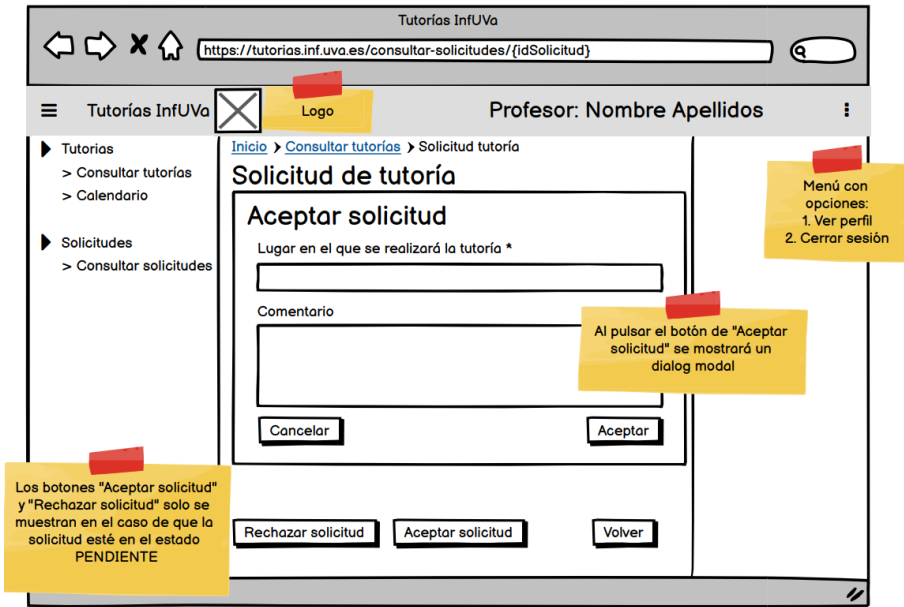 Tutorías InfUVa
https://tutorias.inf.uva.es/consultar-solicitudes/{idSolicitud}
Tutorías InfUVa
Logo
Profesor: Nombre Apellidos
Tutorias
> Consultar tutorías
> Calendario
Solicitudes
> Consultar solicitudes
Inicio > Consultar tutorías > Solicitud tutoría
Solicitud de tutoría
Aceptar solicitud
Lugar en el que se realizará la tutoría *
Comentario
Cancelar
Aceptar
Menú con
opciones:
1. Ver perfil
2. Cerrar sesión
Al pulsar el botón de "Aceptar
solicitud" se mostrará un
dialog modal
Los botones "Aceptar solicitud"
y "Rechazar solicitud" solo se
muestran en el caso de que la
solicitud esté en el estado
PENDIENTE
Rechazar solicitud
Aceptar solicitud
Volver